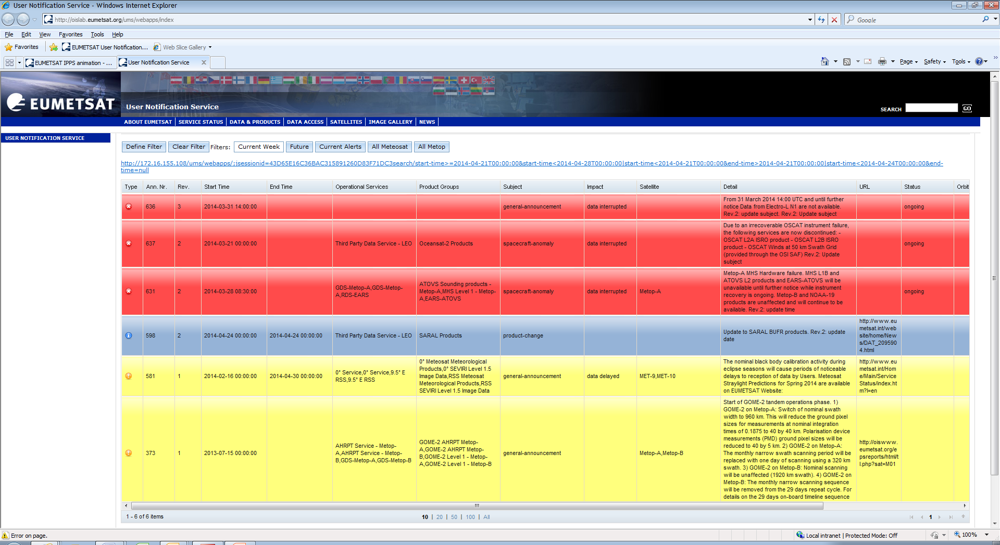 User Notification Service - Windows Internet Explorer
http://oislab.eumetsat.org/ums/webapps/index
Google
File Edit View Favorites Tools Help
Favorites EUMETSAT User Notification... Web Slice Gallery
EUMETSAT IPPS animation - ... User Notification Service Page Safety Tools
EUMETSAT
User Notification Service
SEARCH GO
ABOUT EUMETSAT SERVICE STATUS DATA & PRODUCTS DATA ACCESS SATELLITES IMAGE GALLERY NEWS
USER NOTIFICATION SERVICE
Define Filter Clear Filter Filters: Current Week Future Current Alerts All Meteosat All Metop
http://172.16.155.108/ums/webapps/;jsessionid=43D65E16C36BAC315891260D83F71DC3search/start-time>=2014-04-21T00:00:00&start-time<2014-04-28T00:00:00|start-time<2014-04-21T00:00:00&end-time>2014-04-21T00:00:00|start-time<2014-04-24T00:00:00&end-
time=null
Type Ann. Nr. Rev. Start Time End Time Operational Services Product Groups Subject Impact Satellite Detail URL Status Orbit
636 3 2014-03-31 14:00:00 general-announcement data interrupted
From 31 March 2014 14:00 UTC and until further
notice Data from Electro-L N1 are not available.
Rev.2: update subject. Rev.2: Update subject
ongoing
637 2 2014-03-21 00:00:00 Third Party Data Service - LEO Oceansat-2 Products spacecraft-anomaly data interrupted
Due to an irrecoverable OSCAT instrument failure,
the following services are now discontinued: -
OSCAT L2A ISRO product - OSCAT L2B ISRO
product - OSCAT Winds at 50 km Swath Grid
(provided through the OSI SAF) Rev.2: Update
subject
ongoing
631 2 2014-03-28 08:30:00
GDS-Metop-A,GDS-Metop-
A,RDS-EARS
ATOVS Sounding products -
Metop-A,MHS Level 1 - Metop-
A,EARS-ATOVS
spacecraft-anomaly data interrupted Metop-A
Metop-A MHS Hardware failure. MHS L1B and
ATOVS L2 products and EARS-ATOVS will be
unavailable until further notice while instrument
recovery is ongoing. Metop-B and NOAA-19
products are unaffected and will continue to be
available. Rev.2: update time
ongoing
598 2 2014-04-24 00:00:00 2014-04-24 00:00:00 Third Party Data Service - LEO SARAL Products product-change
Update to SARAL BUFR products. Rev.2: update
date
http://www.eu
metsat.int/web
site/home/New
s/DAT_209590
4.html
581 1 2014-02-16 00:00:00 2014-04-30 00:00:00
0° Service,0° Service,9.5° E
RSS,9.5° E RSS
0° Meteosat Meteorological
Products,0° SEVIRI Level 1.5
Image Data,RSS Meteosat
Meteorological Products,RSS
SEVIRI Level 1.5 Image Data
general-announcement data delayed MET-9,MET-10
The nominal black body calibration activity during
eclipse seasons will cause periods of noticeable
delays to reception of data by Users. Meteosat
Straylight Predictions for Spring 2014 are available
on EUMETSAT Website:
http://www.eu
metsat.int/Hom
e/Main/Service
Status/index.ht
m?l=en
373 1 2013-07-15 00:00:00
AHRPT Service - Metop-
A,AHRPT Service - Metop-
B,GDS-Metop-A,GDS-Metop-B
GOME-2 AHRPT Metop-
A,GOME-2 AHRPT Metop-
B,GOME-2 Level 1 - Metop-
A,GOME-2 Level 1 - Metop-B
general-announcement Metop-A,Metop-B
Start of GOME-2 tandem operations phase. 1)
GOME-2 on Metop-A: Switch of nominal swath
width to 960 km. This will reduce the ground pixel
sizes for measurements at nominal integration
times of 0.1875 to 40 by 40 km. Polarisation device
measurements (PMD) ground pixel sizes will be
reduced to 40 by 5 km. 2) GOME-2 on Metop-A:
The monthly narrow swath scanning period will be
replaced with one day of scanning using a 320 km
swath. 3) GOME-2 on Metop-B: Nominal scanning
will be unaffected (1920 km swath). 4) GOME-2 on
Metop-B: The monthly narrow scanning sequence
will be removed from the 29 days repeat cycle. For
details on the 29 days on-board timeline sequence
http://oiswww.
eumetsat.org/e
psreports/html/t
l.php?sat=M01
1 - 6 of 6 items 10 | 20 | 50 | 100 | All 1
Error on page. Local intranet | Protected Mode: Off 100%